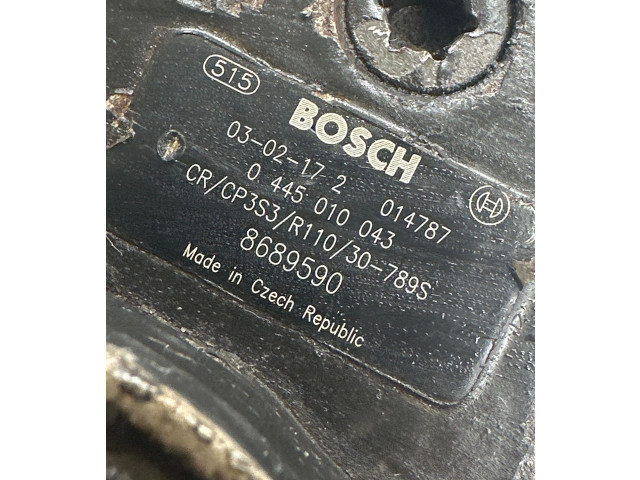 515
BOSCH
03-02-17 2 014787
0 445 010 043
CR/CP3S3/R110/30-789S
8689590
Made in Czech Republic